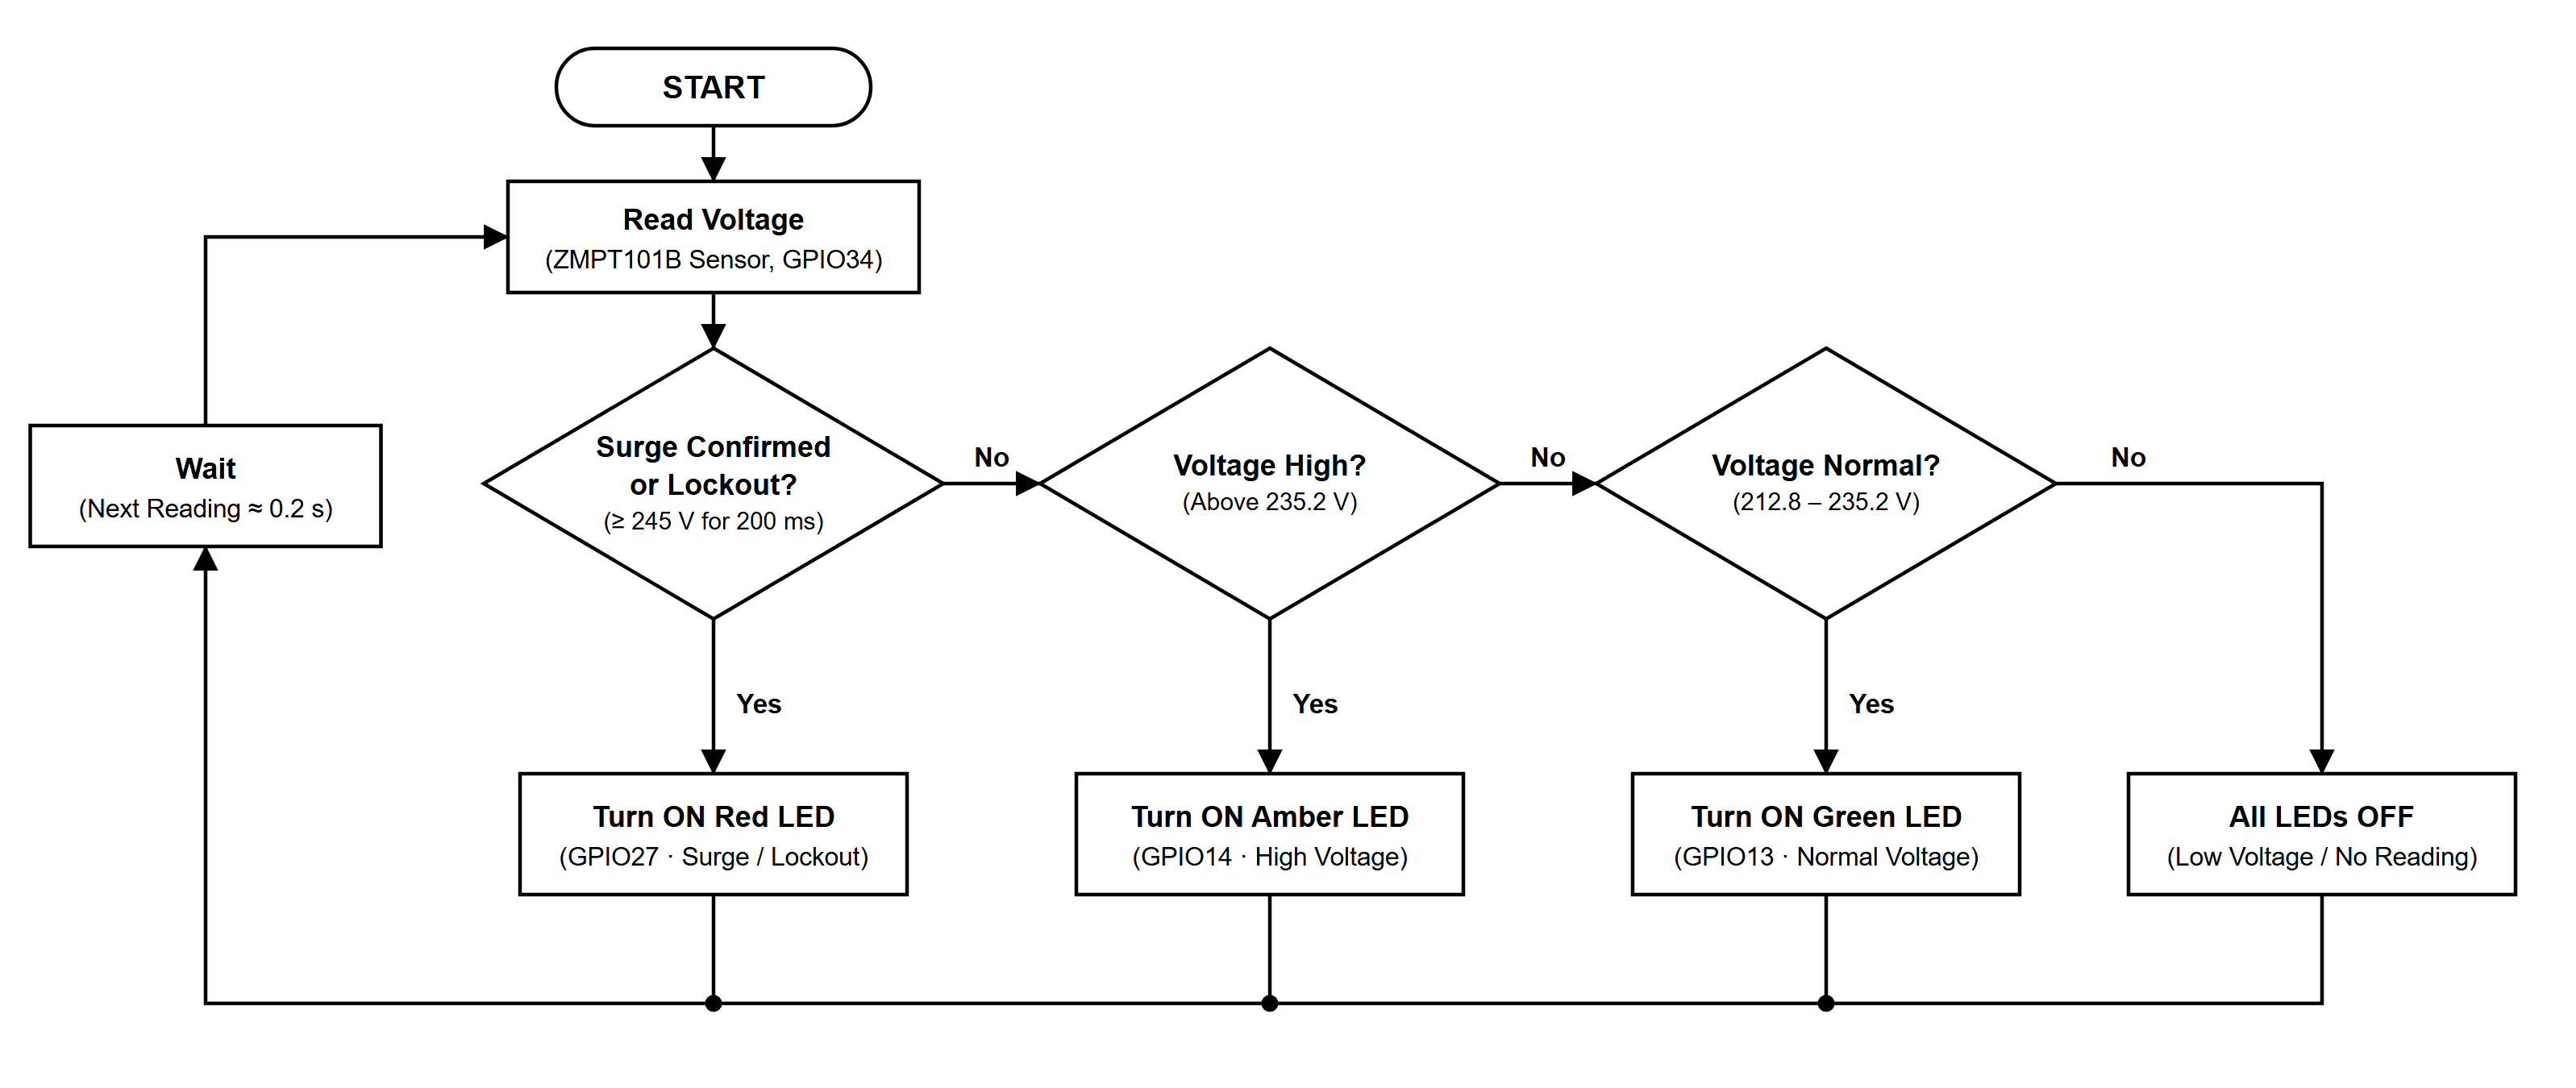 START
Read Voltage
(ZMPT101B Sensor, GPIO34)
Wait
(Next Reading ≈ 0.2 s)
Surge Confirmed
or Lockout?
(≥ 245 V for 200 ms)
No
Voltage High?
(Above 235.2 V)
No
Voltage Normal?
(212.8 – 235.2 V)
No
Yes
Yes
Yes
Turn ON Red LED
(GPIO27 · Surge / Lockout)
Turn ON Amber LED
(GPIO14 · High Voltage)
Turn ON Green LED
(GPIO13 · Normal Voltage)
All LEDs OFF
(Low Voltage / No Reading)